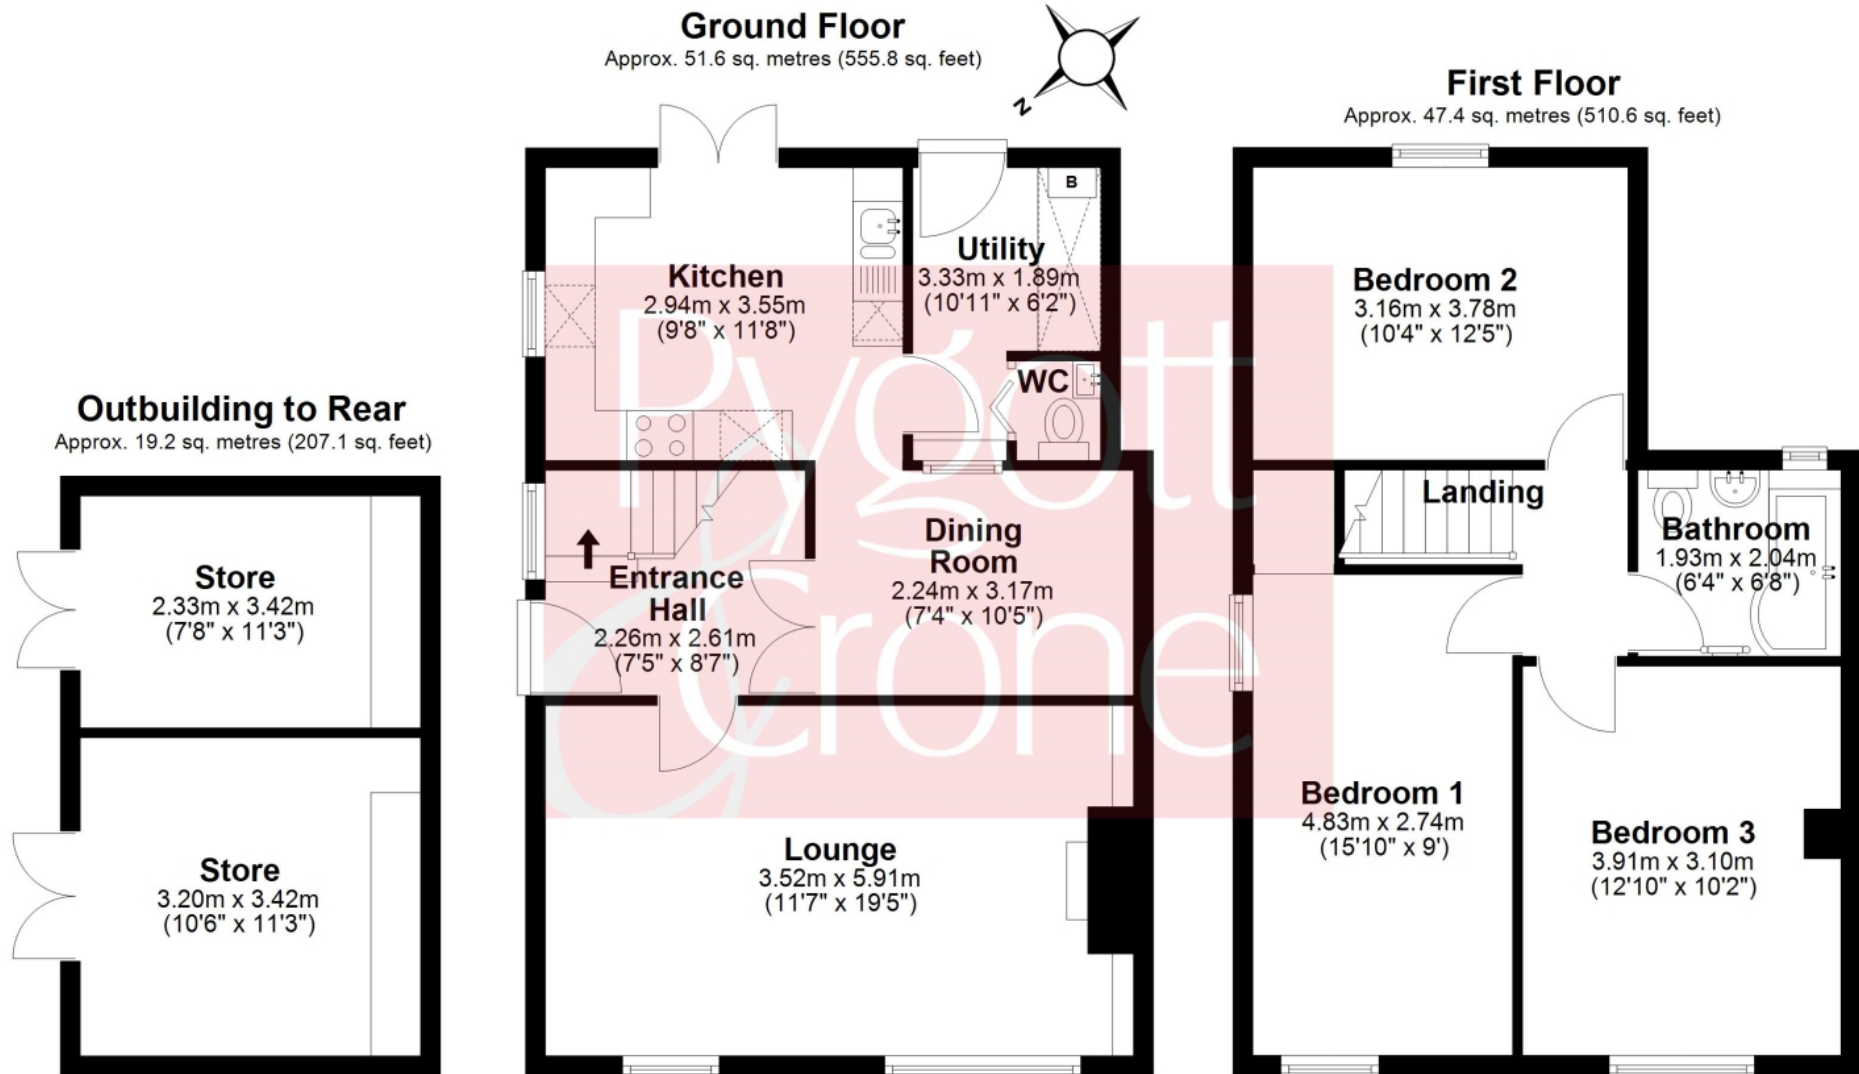 Ground Floor
Approx. 51.6 sq. metres (555.8 sq. feet)
N
First Floor
Approx. 47.4 sq. metres (510.6 sq. feet)
B
Utility
3.33m x 1.89m
(10'11" x 6'2")
Kitchen
2.94m x 3.55m
(9'8" x 11'8")
Bedroom 2
3.16m x 3.78m
(10'4" x 12'5")
WC
Outbuilding to Rear
Approx. 19.2 sq. metres (207.1 sq. feet)
Pygott
& Crone
Landing
Dining
Room
2.24m x 3.17m
(7'4" x 10'5")
Bathroom
1.93m x 2.04m
(6'4" x 6'8")
Store
2.33m x 3.42m
(7'8" x 11'3")
Entrance
Hall
2.26m x 2.61m
(7'5" x 8'7")
Bedroom 1
4.83m x 2.74m
(15'10" x 9')
Bedroom 3
3.91m x 3.10m
(12'10" x 10'2")
Lounge
3.52m x 5.91m
(11'7" x 19'5")
Store
3.20m x 3.42m
(10'6" x 11'3")